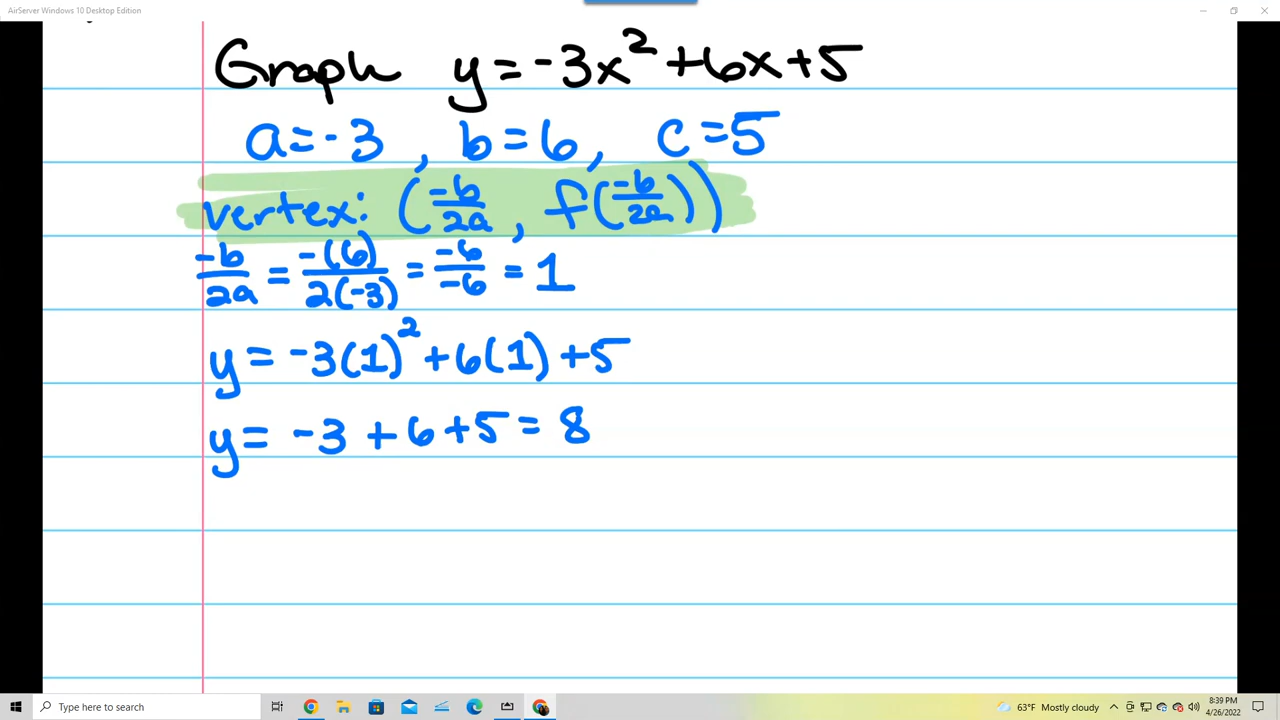 AirServer Windows 10 Desktop Edition
Graph y = -3x² + 6x + 5
a = -3 , b = 6 , c = 5
vertex: (-b/2a , f(-b/2a))
-b/2a = -(6)/2(-3) = -6/-6 = 1
y = -3(1)² + 6(1) + 5
y = -3 + 6 + 5 = 8
Type here to search
63°F Mostly cloudy
8:39 PM
4/26/2022